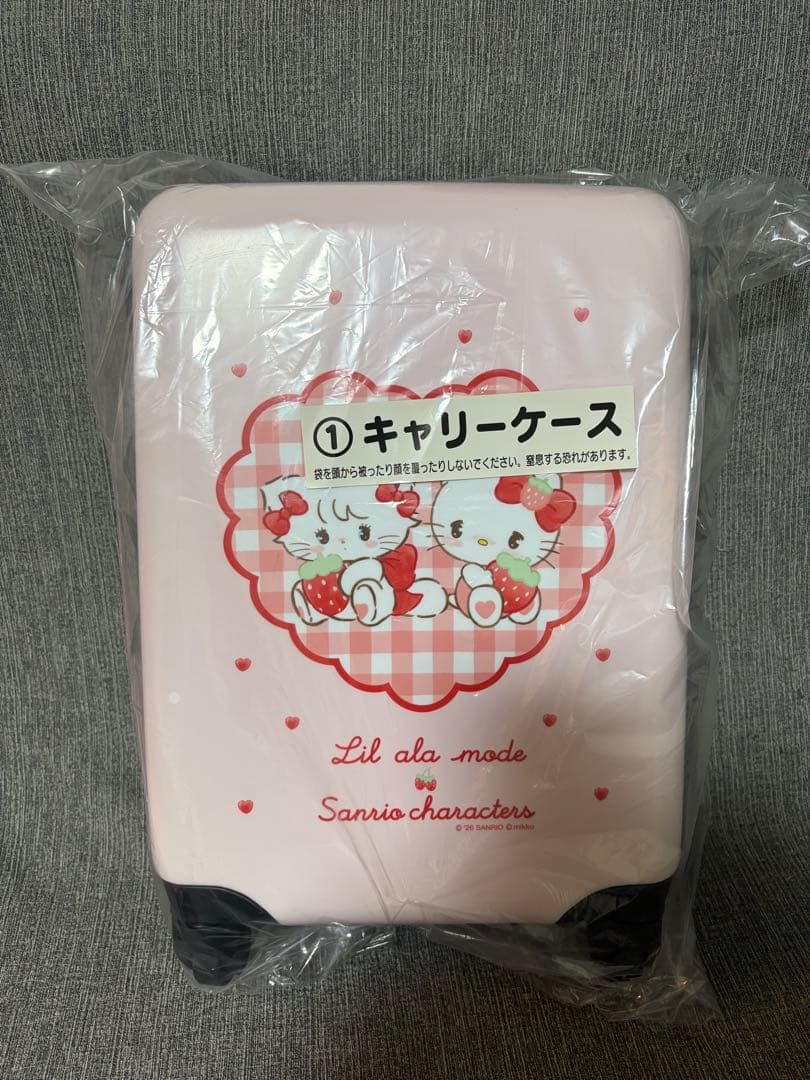 ①キャリーケース
袋を頭から被ったり顔を覆ったりしないでください。窒息する恐れがあります。
Lil ala mode
Sanrio characters
© '26 SANRIO © mikko